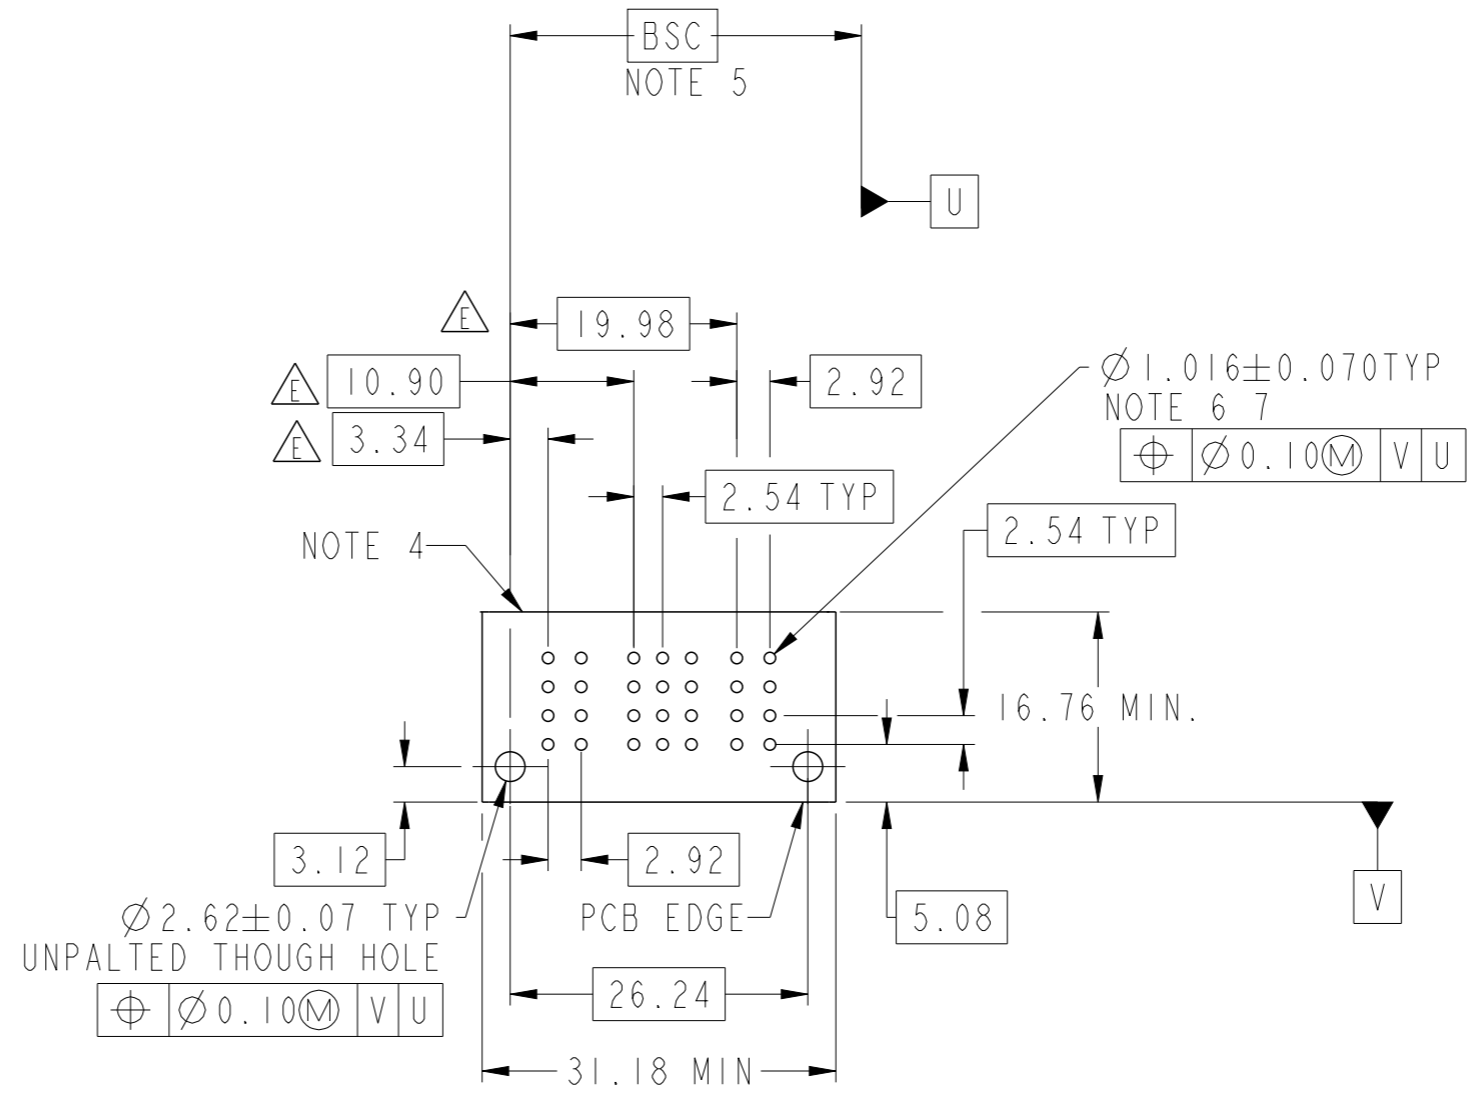 BSC
NOTE 5
U
E
19.98
E
10.90
2.92
Ø1.016±0.070TYP
NOTE 6 7
⌖ Ø0.10Ⓜ V U
E
3.34
2.54 TYP
2.54 TYP
NOTE 4
16.76 MIN.
3.12
2.92
V
Ø2.62±0.07 TYP
UNPALTED THOUGH HOLE
⌖ Ø0.10Ⓜ V U
PCB EDGE
5.08
26.24
31.18 MIN